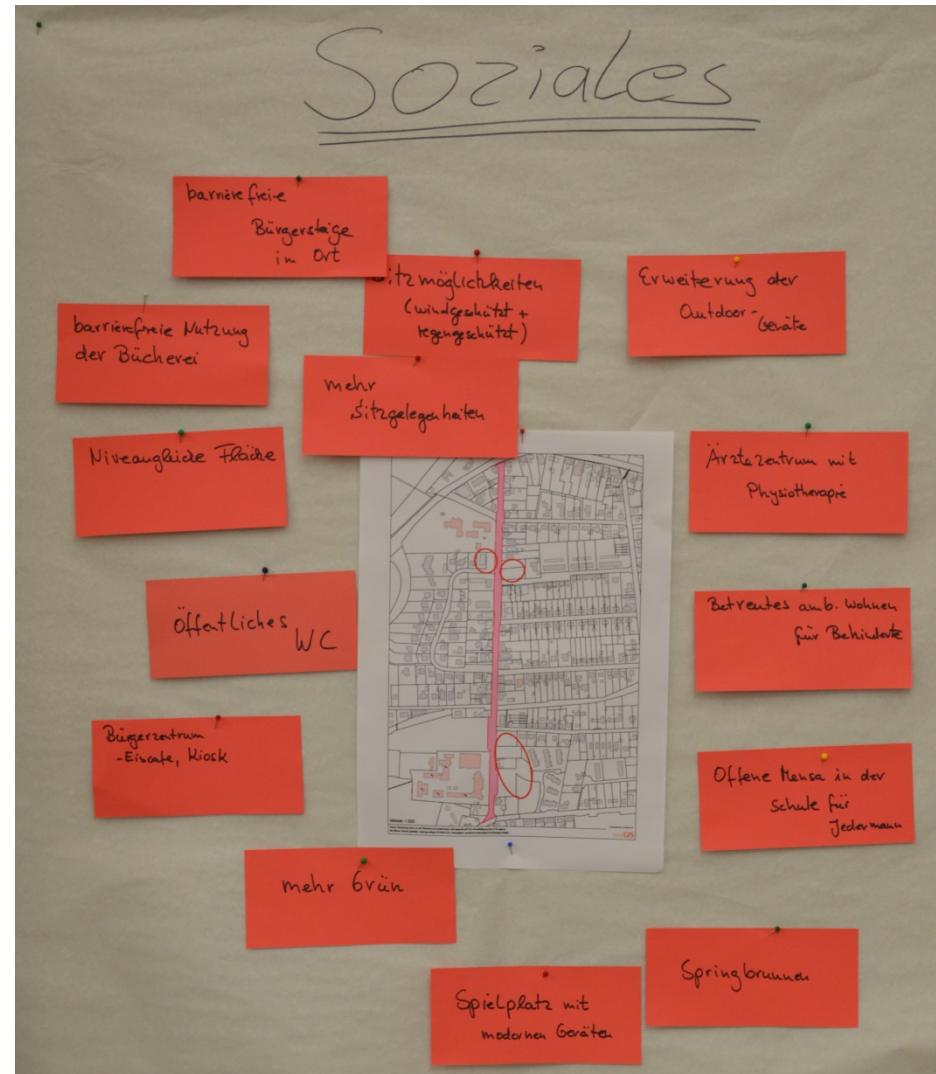 Soziales
barriere freie
Bürgersteige
im Ort
Sitzmöglichkeiten
(windgeschützt +
regengeschützt)
Erweiterung der
Outdoor-
Geräte
barrierefreie Nutzung
der Bücherei
mehr
Sitzgelegenheiten
Niveaugleiche Fläche
Ärztezentrum mit
Physiotherapie
Öffentliches
WC
Betreutes amb. Wohnen
für Behinderte
Bürgerzentrum
-Eiscafe, Kiosk
Offene Mensa in der
Schule für
Jedermann
mehr Grün
Springbrunnen
Spielplatz mit
modernen Geräten